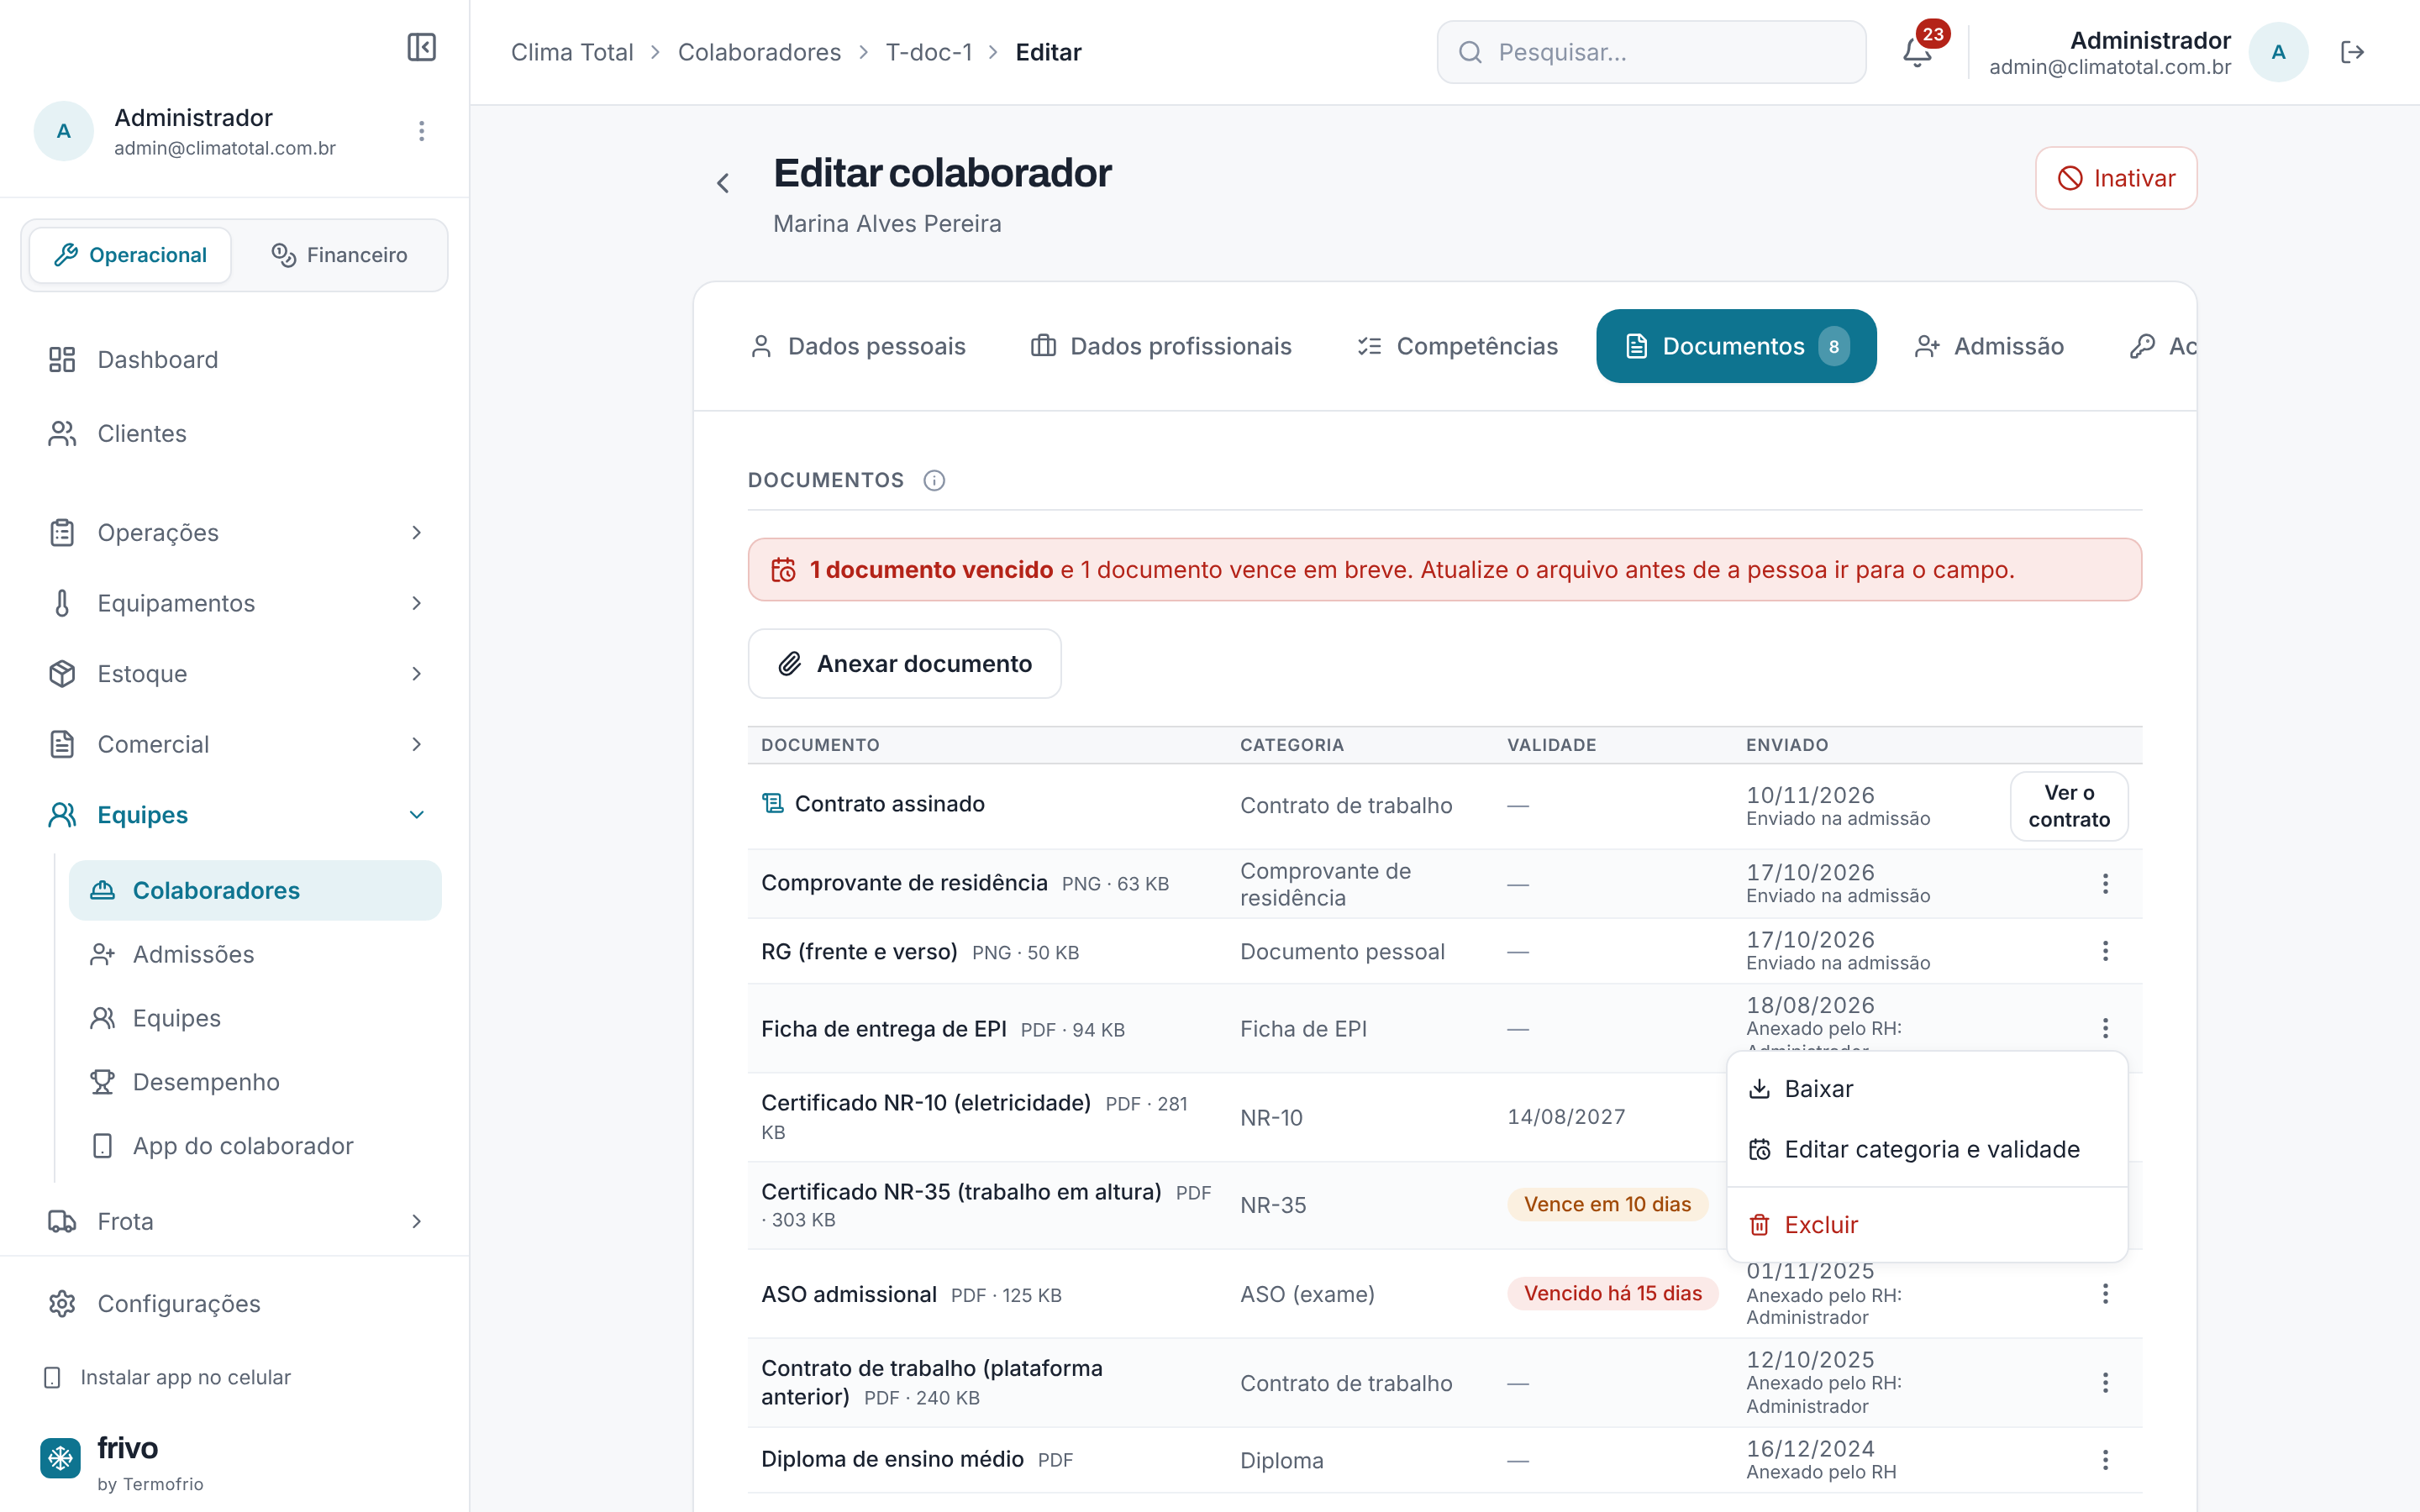 Administrador
admin@climatotal.com.br
Operacional
Financeiro
Dashboard
Clientes
Operações
Equipamentos
Estoque
Comercial
Equipes
Colaboradores
Admissões
Equipes
Desempenho
App do colaborador
Frota
Configurações
Instalar app no celular
frivo
by Termofrio
Clima Total > Colaboradores > T-doc-1 > Editar
Pesquisar...
23
Administrador
admin@climatotal.com.br
A
A
Editar colaborador
Marina Alves Pereira
Inativar
Dados pessoais
Dados profissionais
Competências
Documentos 8
Admissão
Ac
DOCUMENTOS
1 documento vencido e 1 documento vence em breve. Atualize o arquivo antes de a pessoa ir para o campo.
Anexar documento
DOCUMENTO CATEGORIA VALIDADE ENVIADO
Contrato assinado Contrato de trabalho — 10/11/2026
Enviado na admissão
Ver o
contrato
Comprovante de residência PNG · 63 KB
Comprovante de
residência
— 17/10/2026
Enviado na admissão
RG (frente e verso) PNG · 50 KB Documento pessoal — 17/10/2026
Enviado na admissão
Ficha de entrega de EPI PDF · 94 KB Ficha de EPI — 18/08/2026
Anexado pelo RH:
Certificado NR-10 (eletricidade) PDF · 281
KB
NR-10 14/08/2027
Certificado NR-35 (trabalho em altura) PDF
· 303 KB
NR-35 Vence em 10 dias
Baixar
Editar categoria e validade
Excluir
ASO admissional PDF · 125 KB ASO (exame) Vencido há 15 dias 01/11/2025
Anexado pelo RH:
Administrador
Contrato de trabalho (plataforma
anterior) PDF · 240 KB
Contrato de trabalho — 12/10/2025
Anexado pelo RH:
Administrador
Diploma de ensino médio PDF Diploma — 16/12/2024
Anexado pelo RH